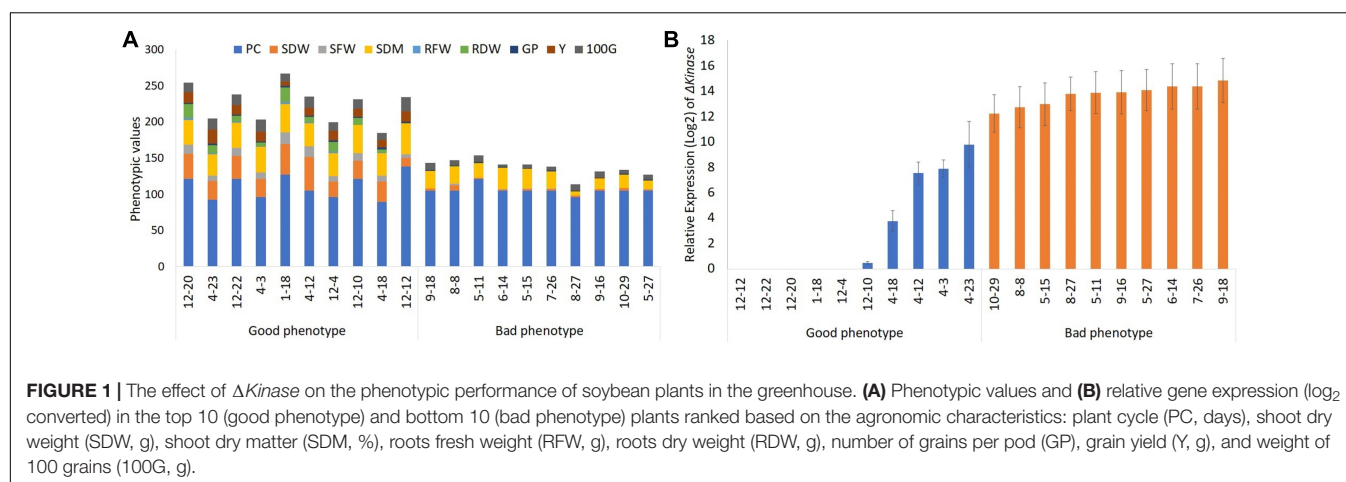 A
300
250
200
150
100
50
0
Phenotypic values
PC SDW SFW SDM RFW RDW GP Y 100G
12-20 4-23 12-22 4-3 1-18 4-12 12-4 12-10 4-18 12-12 9-18 8-8 5-11 6-14 5-15 7-26 8-27 9-16 10-29 5-27
Good phenotype Bad phenotype
B
18
16
14
12
10
8
6
4
2
0
Relative Expression (Log2) of ΔKinase
12-12 12-22 12-20 1-18 12-4 12-10 4-18 4-12 4-3 4-23 10-29 8-8 5-15 8-27 5-11 9-16 5-27 6-14 7-26 9-18
Good phenotype Bad phenotype
FIGURE 1 | The effect of ΔKinase on the phenotypic performance of soybean plants in the greenhouse. (A) Phenotypic values and (B) relative gene expression (log₂
converted) in the top 10 (good phenotype) and bottom 10 (bad phenotype) plants ranked based on the agronomic characteristics: plant cycle (PC, days), shoot dry
weight (SDW, g), shoot dry matter (SDM, %), roots fresh weight (RFW, g), roots dry weight (RDW, g), number of grains per pod (GP), grain yield (Y, g), and weight of
100 grains (100G, g).